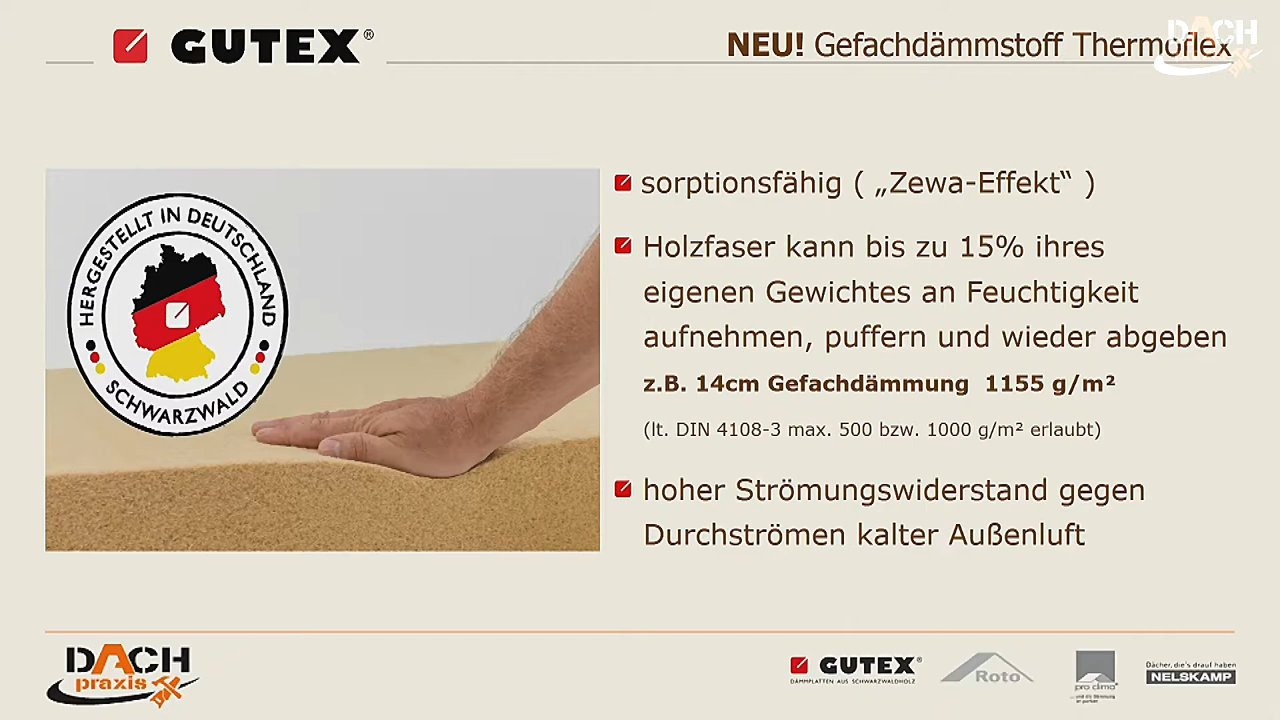 GUTEX®
NEU! Gefachdämmstoff Thermoflex
DACH
praxis
HERGESTELLT IN DEUTSCHLAND
SCHWARZWALD
sorptionsfähig ( „Zewa-Effekt“ )
Holzfaser kann bis zu 15% ihres
eigenen Gewichtes an Feuchtigkeit
aufnehmen, puffern und wieder abgeben
z.B. 14cm Gefachdämmung 1155 g/m²
(lt. DIN 4108-3 max. 500 bzw. 1000 g/m² erlaubt)
hoher Strömungswiderstand gegen
Durchströmen kalter Außenluft
DACH
praxis
GUTEX®
DÄMMPLATTEN AUS SCHWARZWALDHOLZ
Roto
pro clima
Dächer, die's drauf haben
NELSKAMP